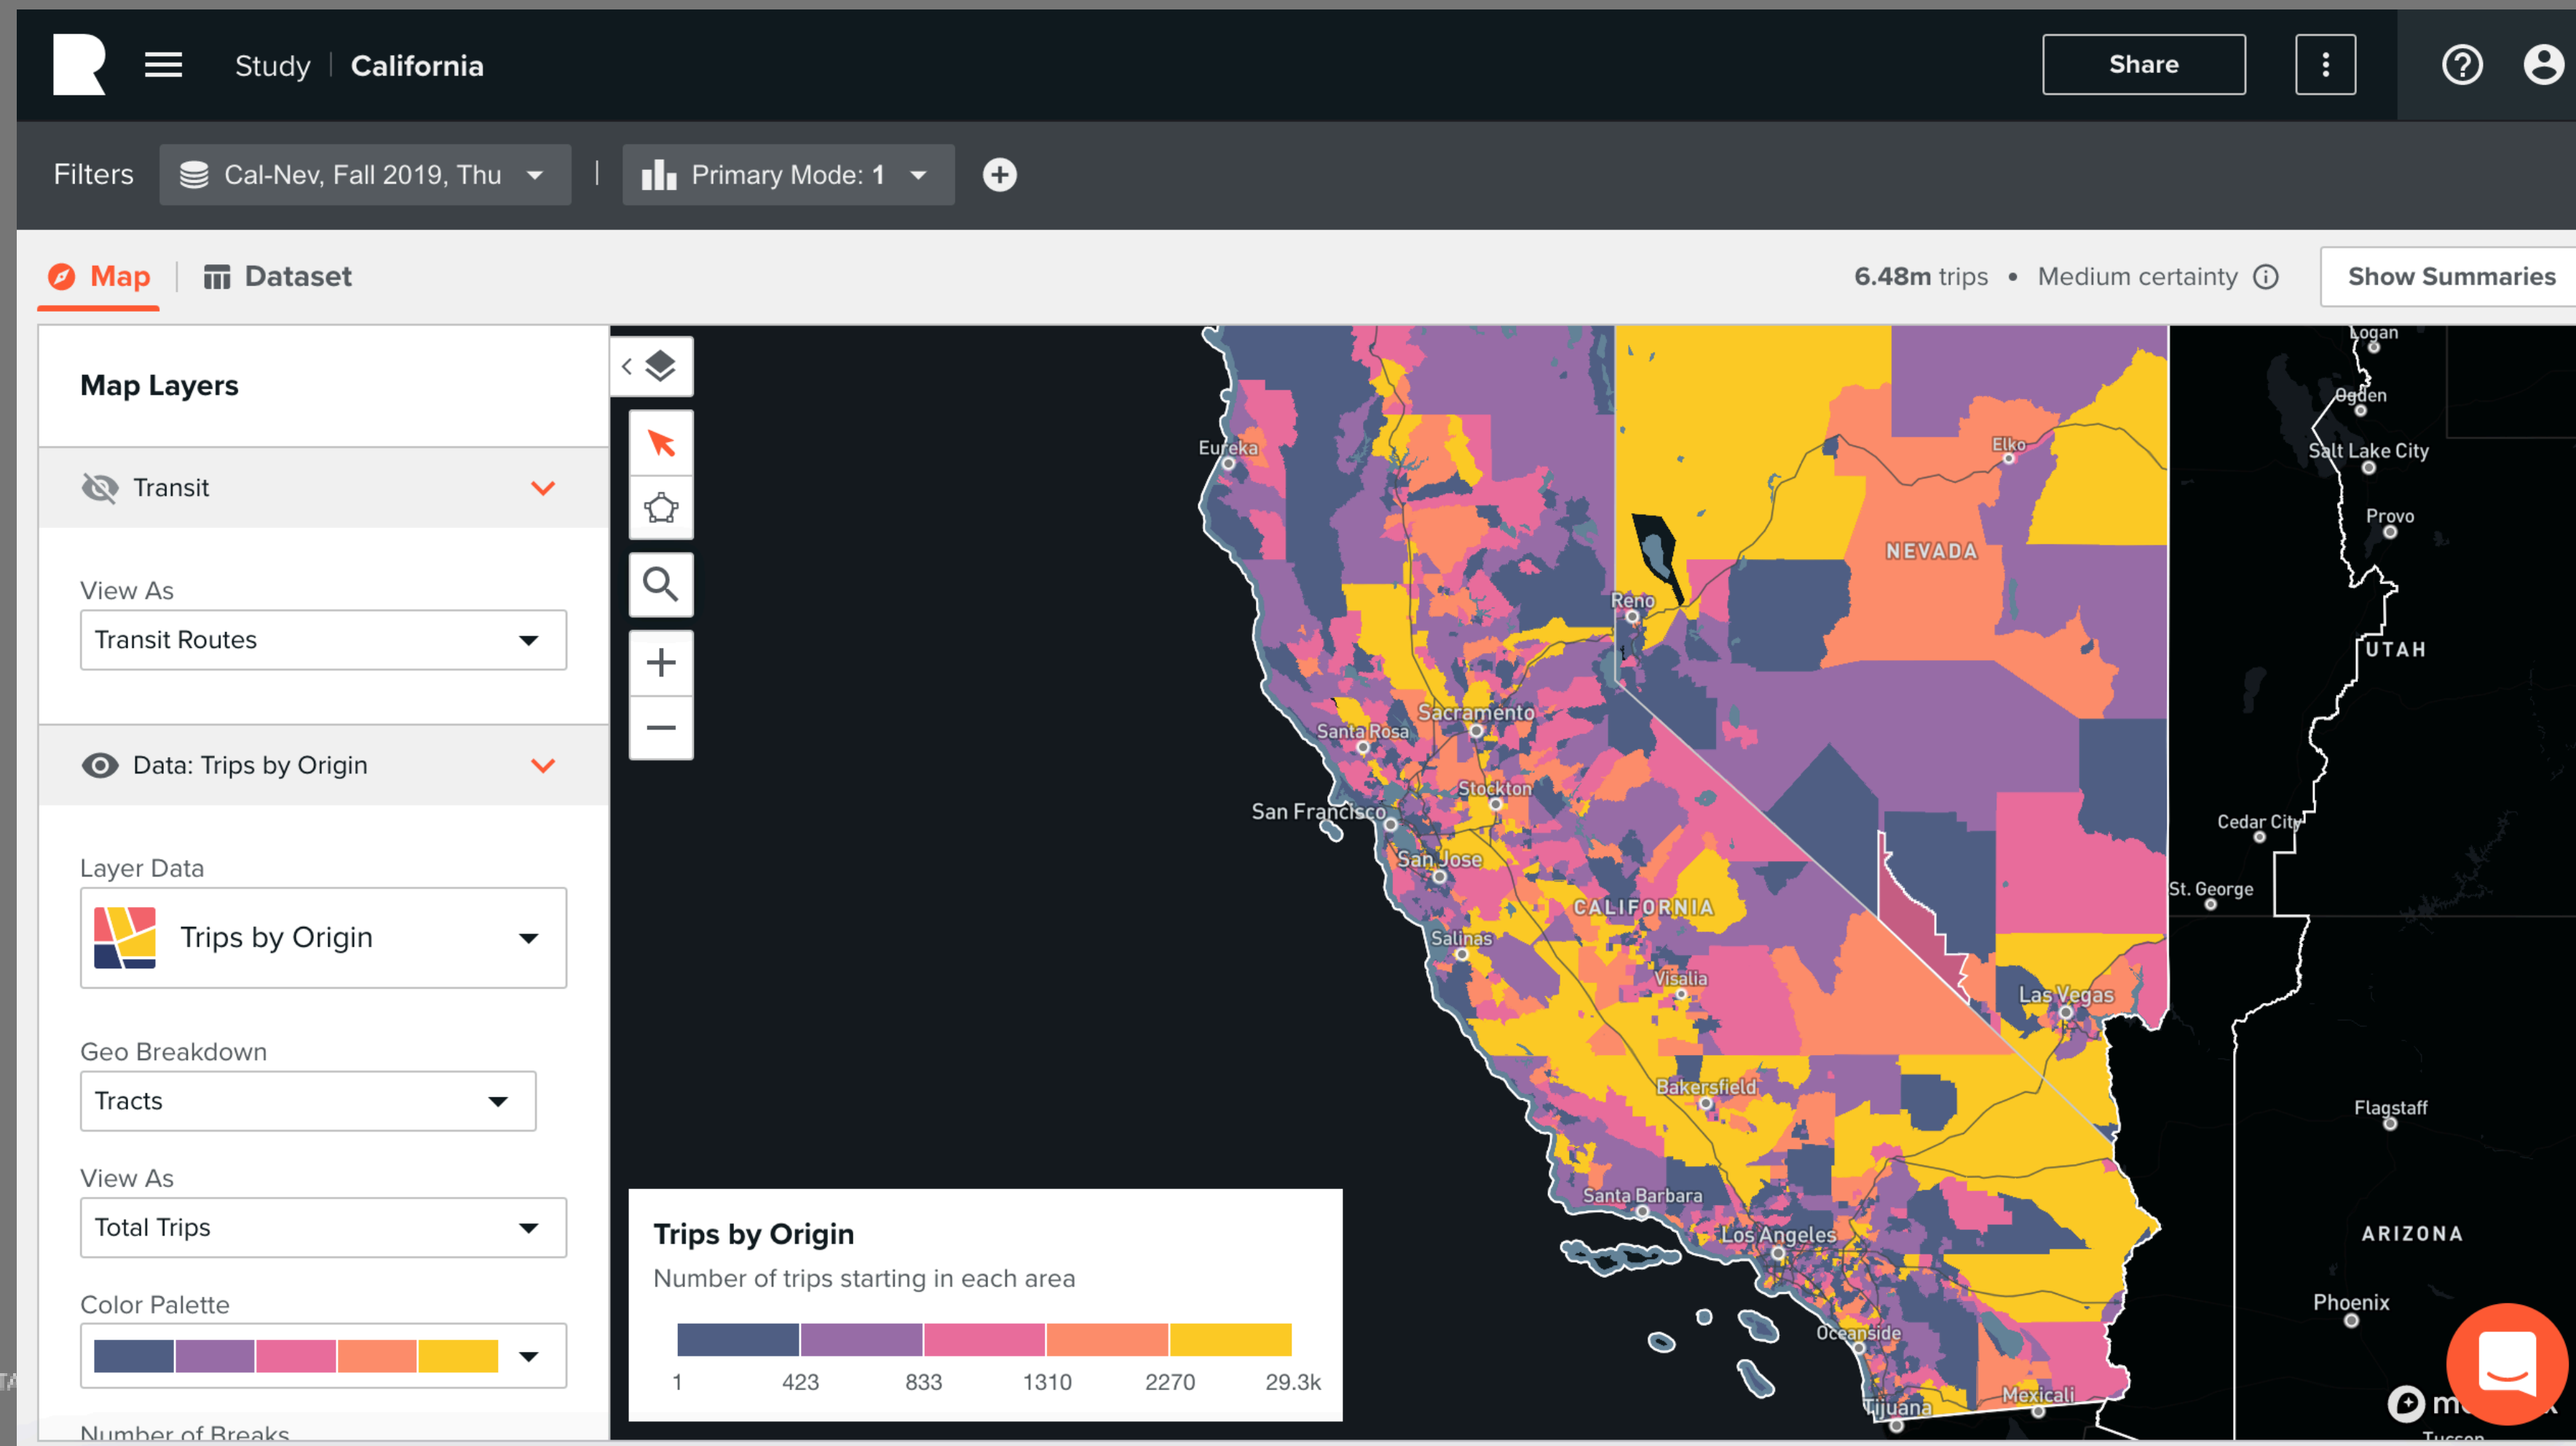 Study | California
Share
Filters
Cal-Nev, Fall 2019, Thu
Primary Mode: 1
Map
Dataset
6.48m trips • Medium certainty
Show Summaries
Map Layers
Transit
View As
Transit Routes
Data: Trips by Origin
Layer Data
Trips by Origin
Geo Breakdown
Tracts
View As
Total Trips
Color Palette
Number of Breaks
Logan
Ogden
Eureka
Elko
Salt Lake City
Provo
NEVADA
Reno
UTAH
Sacramento
Santa Rosa
Stockton
San Francisco
Cedar City
San Jose
St. George
CALIFORNIA
Salinas
Visalia
Las Vegas
Bakersfield
Flagstaff
Santa Barbara
Los Angeles
ARIZONA
Phoenix
Oceanside
Mexicali
Tijuana
Tucson
Trips by Origin
Number of trips starting in each area
1 423 833 1310 2270 29.3k